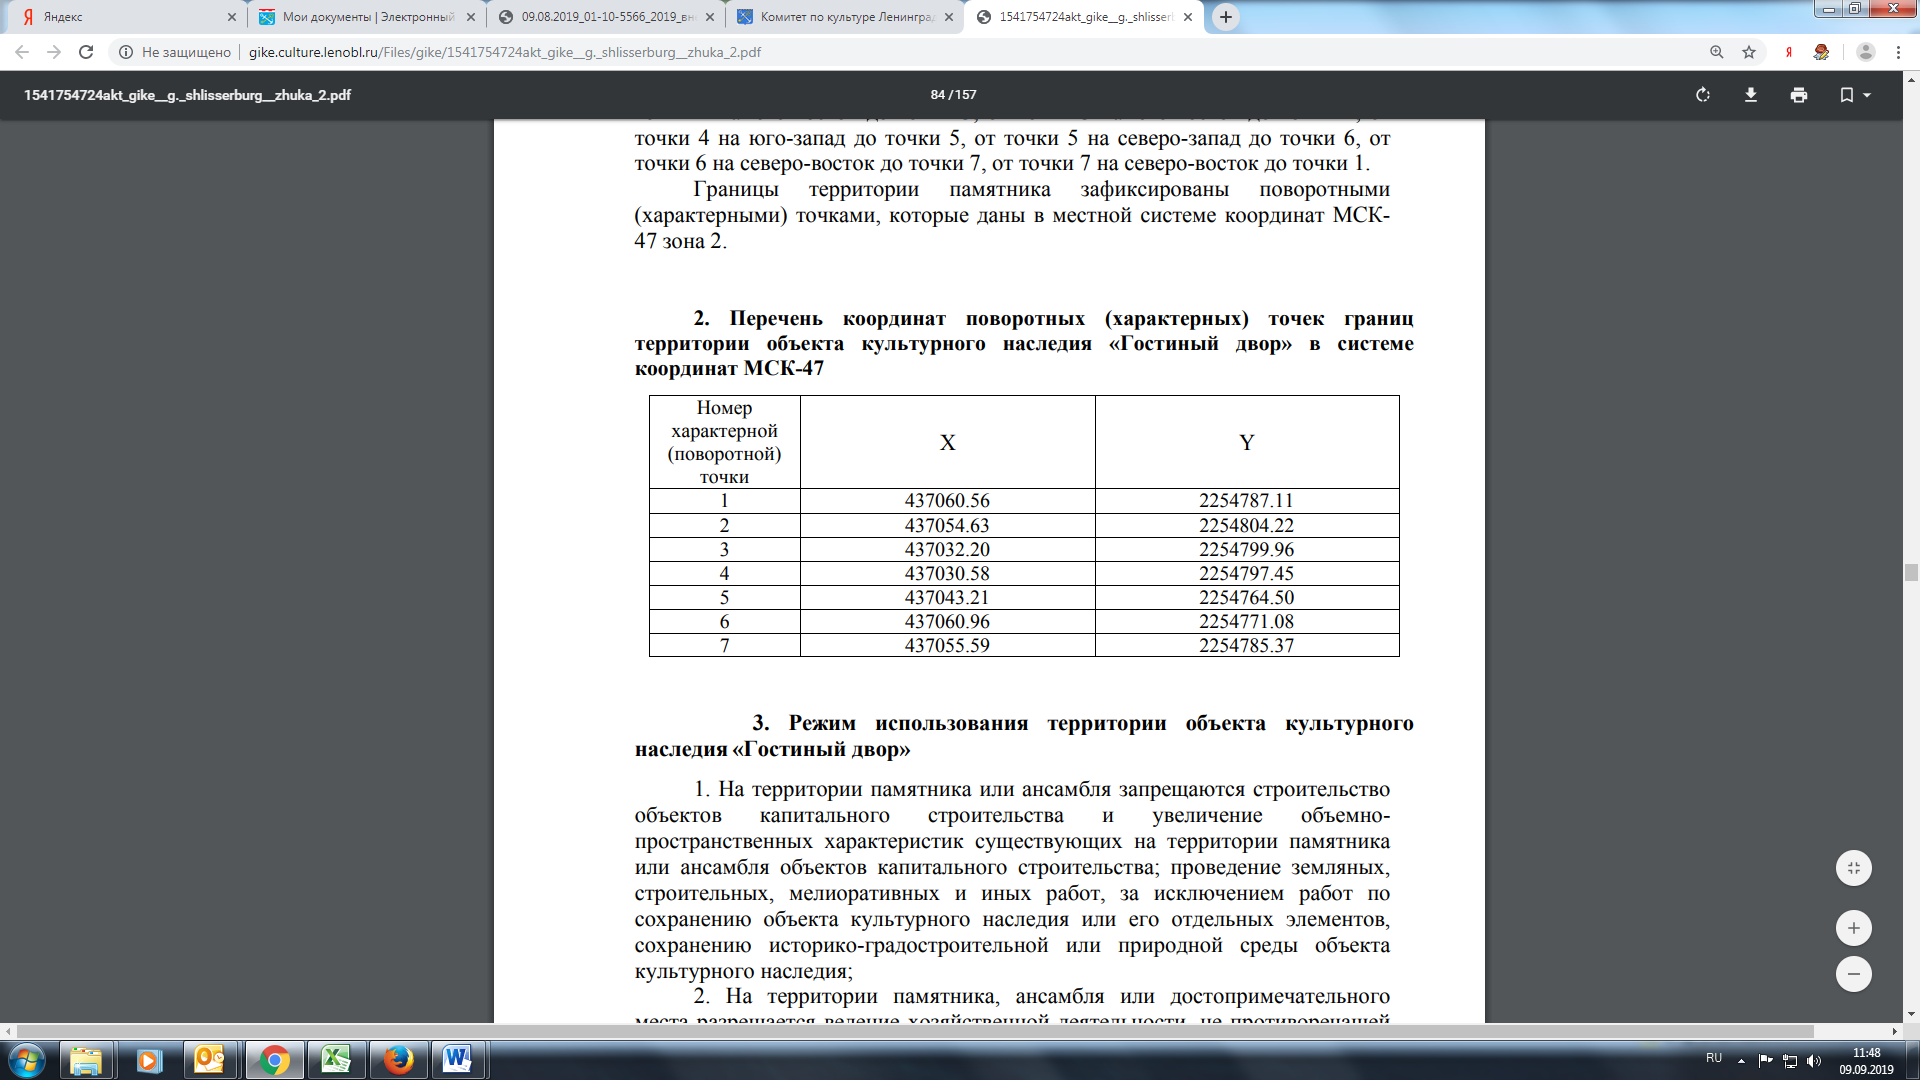 Яндекс
Мои документы | Электронный
09.08.2019_01-10-5566_2019_вн
Комитет по культуре Ленинград
1541754724akt_gike__g._shlisser
Не защищено
gike.culture.lenobl.ru/Files/gike/1541754724akt_gike__g._shlisserburg__zhuka_2.pdf
1541754724akt_gike__g._shlisserburg__zhuka_2.pdf
84 / 157
точки 4 на юго-запад до точки 5, от точки 5 на северо-запад до точки 6, от
точки 6 на северо-восток до точки 7, от точки 7 на северо-восток до точки 1.
Границы территории памятника зафиксированы поворотными
(характерными) точками, которые даны в местной системе координат МСК-
47 зона 2.
2. Перечень координат поворотных (характерных) точек границ
территории объекта культурного наследия «Гостиный двор» в системе
координат МСК-47
Номер
характерной
(поворотной)
точки
X
Y
1 437060.56 2254787.11
2 437054.63 2254804.22
3 437032.20 2254799.96
4 437030.58 2254797.45
5 437043.21 2254764.50
6 437060.96 2254771.08
7 437055.59 2254785.37
3. Режим использования территории объекта культурного
наследия «Гостиный двор»
1. На территории памятника или ансамбля запрещаются строительство
объектов капитального строительства и увеличение объемно-
пространственных характеристик существующих на территории памятника
или ансамбля объектов капитального строительства; проведение земляных,
строительных, мелиоративных и иных работ, за исключением работ по
сохранению объекта культурного наследия или его отдельных элементов,
сохранению историко-градостроительной или природной среды объекта
культурного наследия;
2. На территории памятника, ансамбля или достопримечательного
места разрешается ведение хозяйственной деятельности, не противоречащей
RU
11:48
09.09.2019